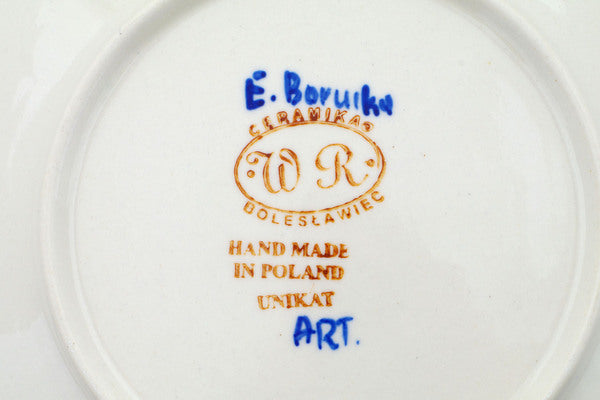 E. Boruika
CERAMIKA
W R
BOLESŁAWIEC
HAND MADE
IN POLAND
UNIKAT
ART.